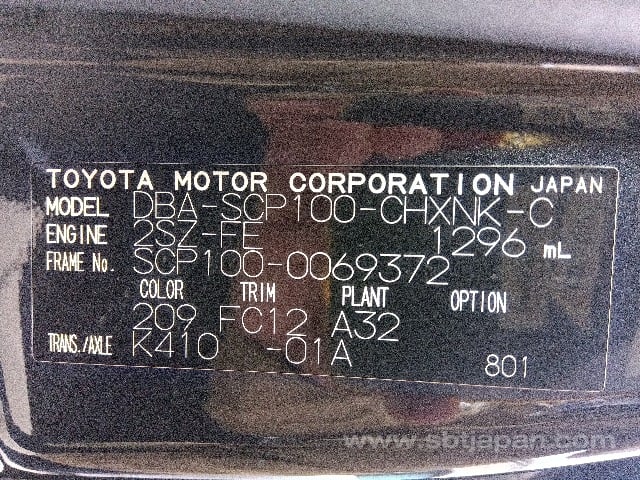 TOYOTA MOTOR CORPORATION JAPAN
MODEL DBA-SCP100-CHXNK-C
ENGINE 2SZ-FE 1296 mL
FRAME No. SCP100-0069372
COLOR TRIM PLANT OPTION
209 FC12 A32
TRANS./AXLE K410 -01A 801
www.sbtjapan.com